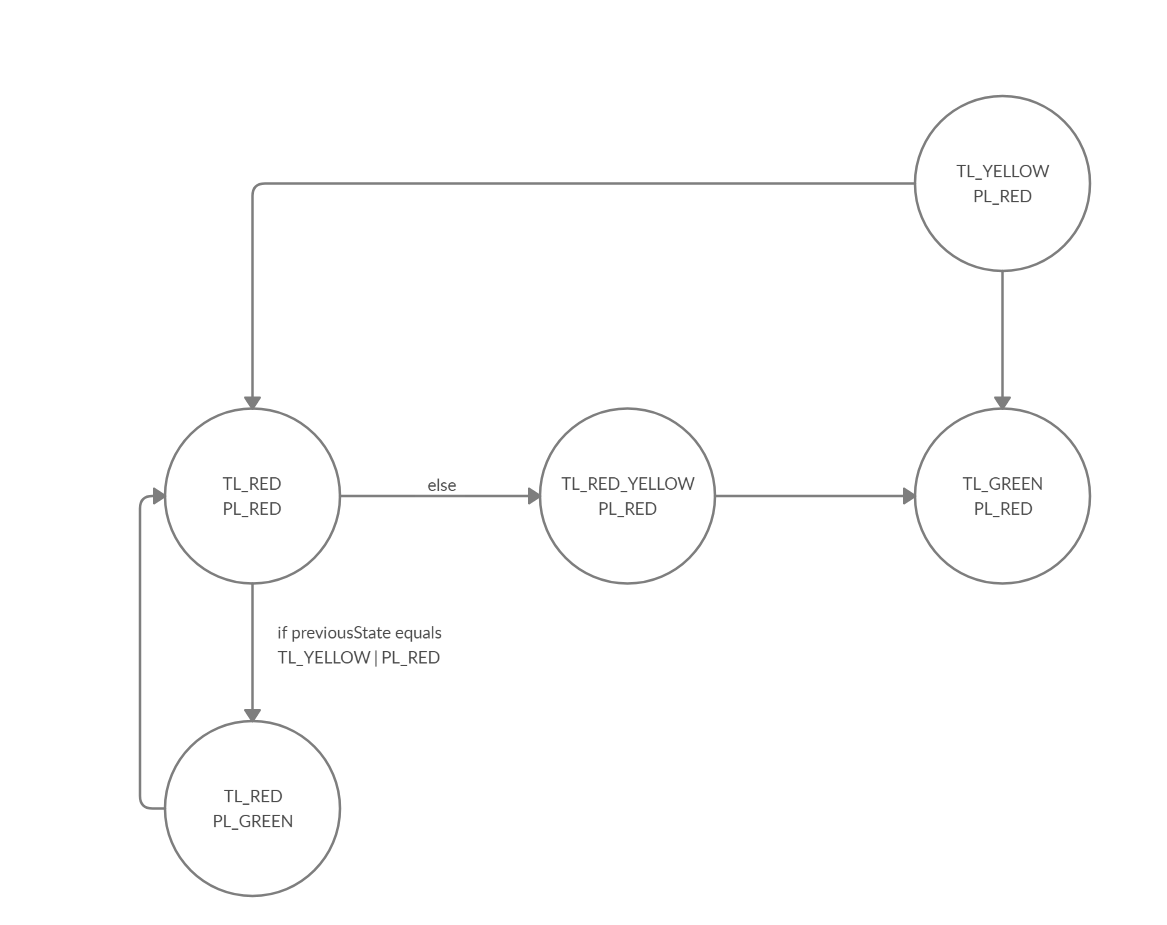 TL_YELLOW
PL_RED
TL_RED
PL_RED
else
TL_RED_YELLOW
PL_RED
TL_GREEN
PL_RED
if previousState equals
TL_YELLOW | PL_RED
TL_RED
PL_GREEN